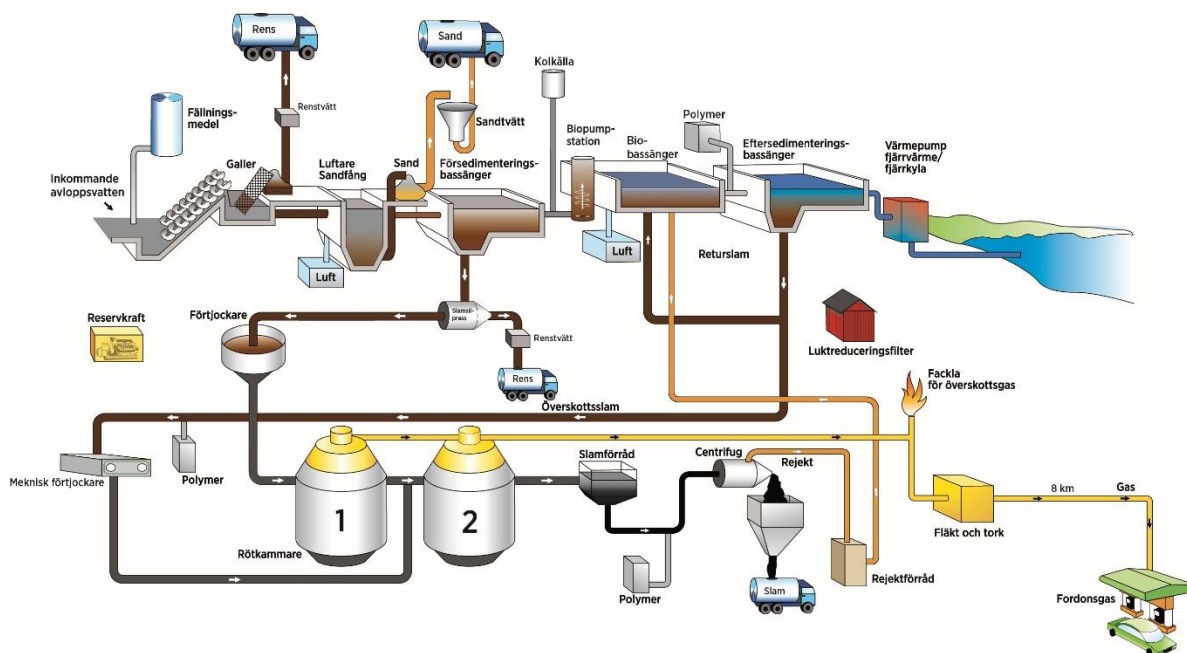 Rens
Sand
Kolkälla
Fällnings-
medel
Renstvätt
Sandtvätt
Biopump-
station
Polymer
Bio-
bassänger
Eftersedimenterings-
bassänger
Värmepump
fjärrvärme/
fjärrkyla
Inkommande
avloppsvatten
Galler
Luftare
Sandfång
Sand
Försedimenterings-
bassänger
Luft
Luft
Returslam
Reservkraft
Förtjockare
Slamsil-
press
Renstvätt
Rens
Luktreduceringsfilter
Överskottsslam
Fackla
för överskottsgas
Meknisk förtjockare
Polymer
1
2
Rötkammare
Slamförråd
Centrifug
Rejekt
Polymer
Slam
Rejektförråd
8 km
Gas
Fläkt och tork
Fordonsgas